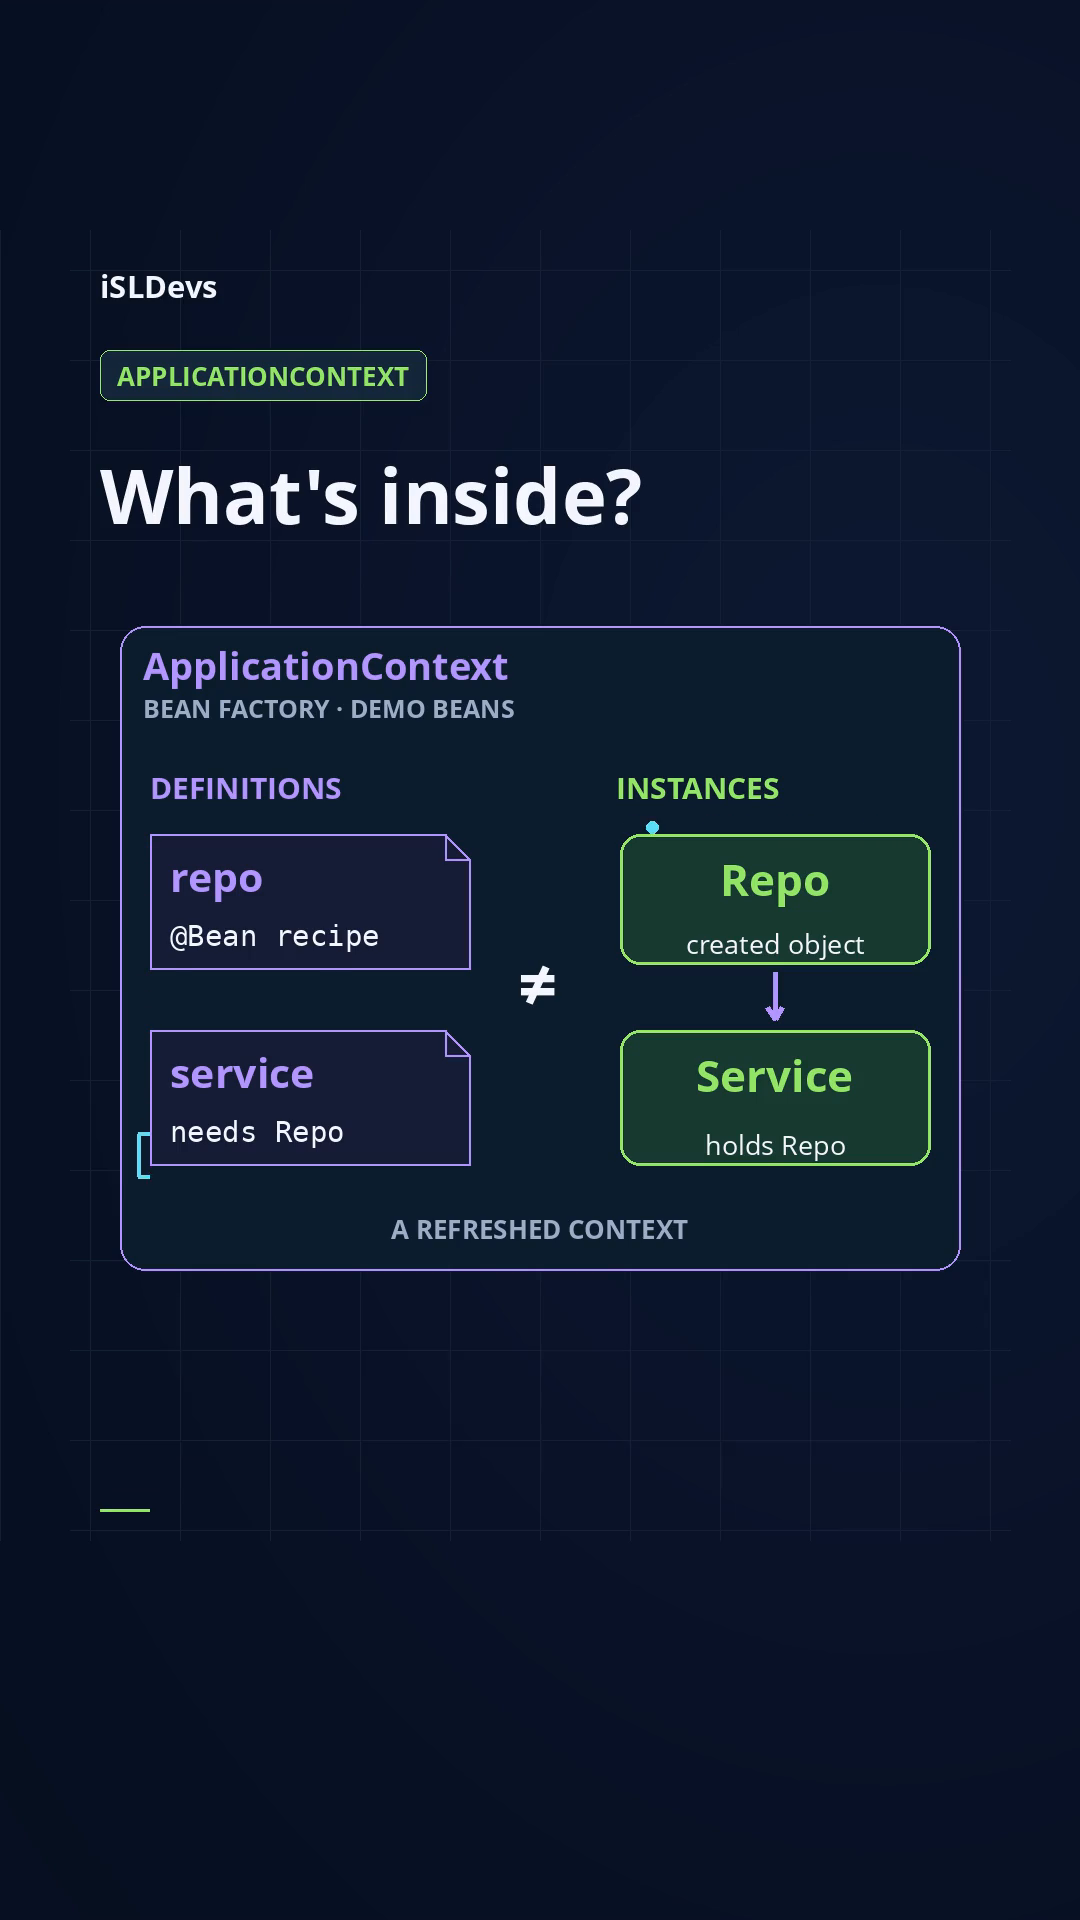 iSLDevs
APPLICATIONCONTEXT
What's inside?
ApplicationContext
BEAN FACTORY · DEMO BEANS
DEFINITIONS
repo
@Bean recipe
service
needs Repo
≠
INSTANCES
Repo
created object
Service
holds Repo
A REFRESHED CONTEXT